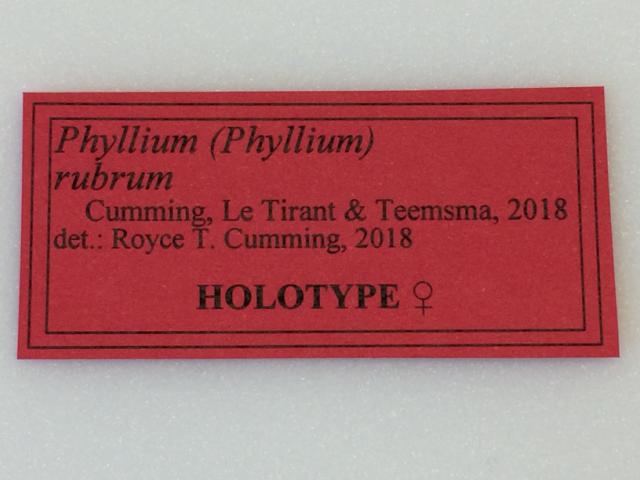 Phyllium (Phyllium)
rubrum
Cumming, Le Tirant & Teemsma, 2018
det.: Royce T. Cumming, 2018
HOLOTYPE ♀